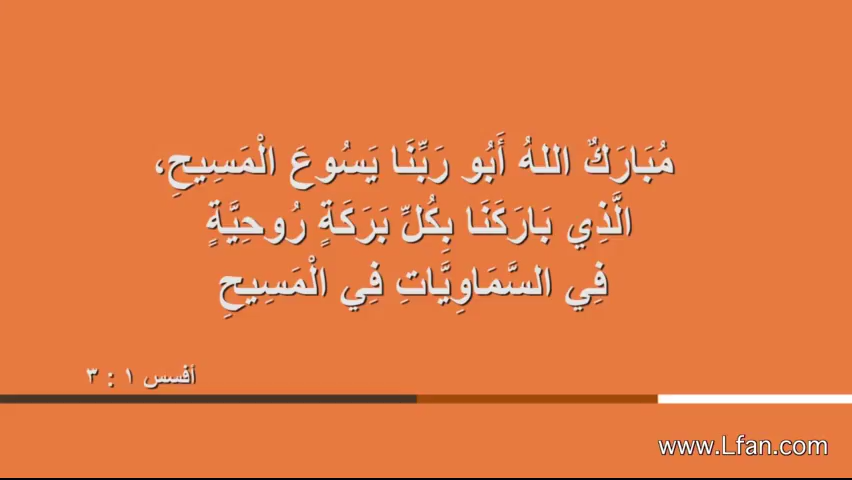 مُبَارَكٌ اللهُ أَبُو رَبِّنَا يَسُوعَ الْمَسِيحِ،
الَّذِي بَارَكَنَا بِكُلِّ بَرَكَةٍ رُوحِيَّةٍ
فِي السَّمَاوِيَّاتِ فِي الْمَسِيحِ
أفسس ١ : ٣
www.Lfan.com